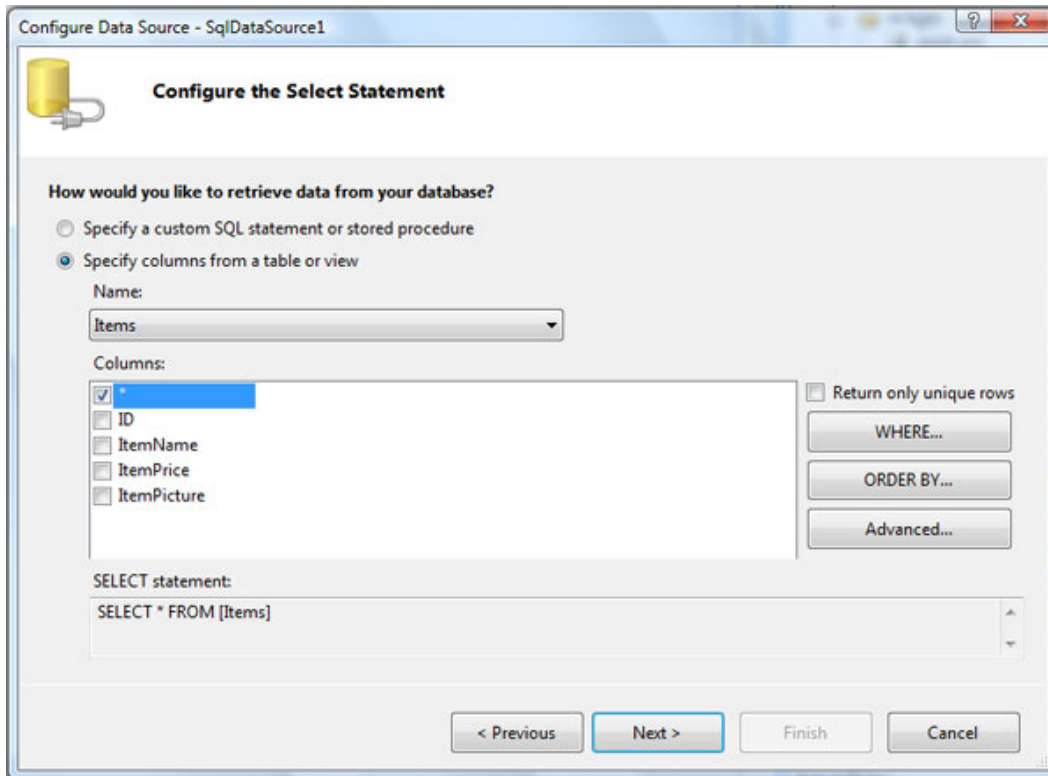 Configure Data Source - SqlDataSource1
?
Configure the Select Statement
How would you like to retrieve data from your database?
Specify a custom SQL statement or stored procedure
Specify columns from a table or view
Name:
Items
Columns:
*
ID
ItemName
ItemPrice
ItemPicture
Return only unique rows
WHERE...
ORDER BY...
Advanced...
SELECT statement:
SELECT * FROM [Items]
< Previous
Next >
Finish
Cancel